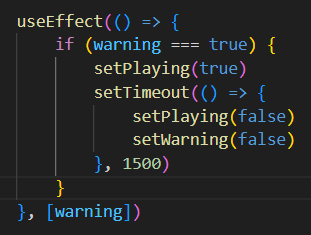 useEffect(() => {
    if (warning === true) {
        setPlaying(true)
        setTimeout(() => {
            setPlaying(false)
            setWarning(false)
        }, 1500)
    }
}, [warning])